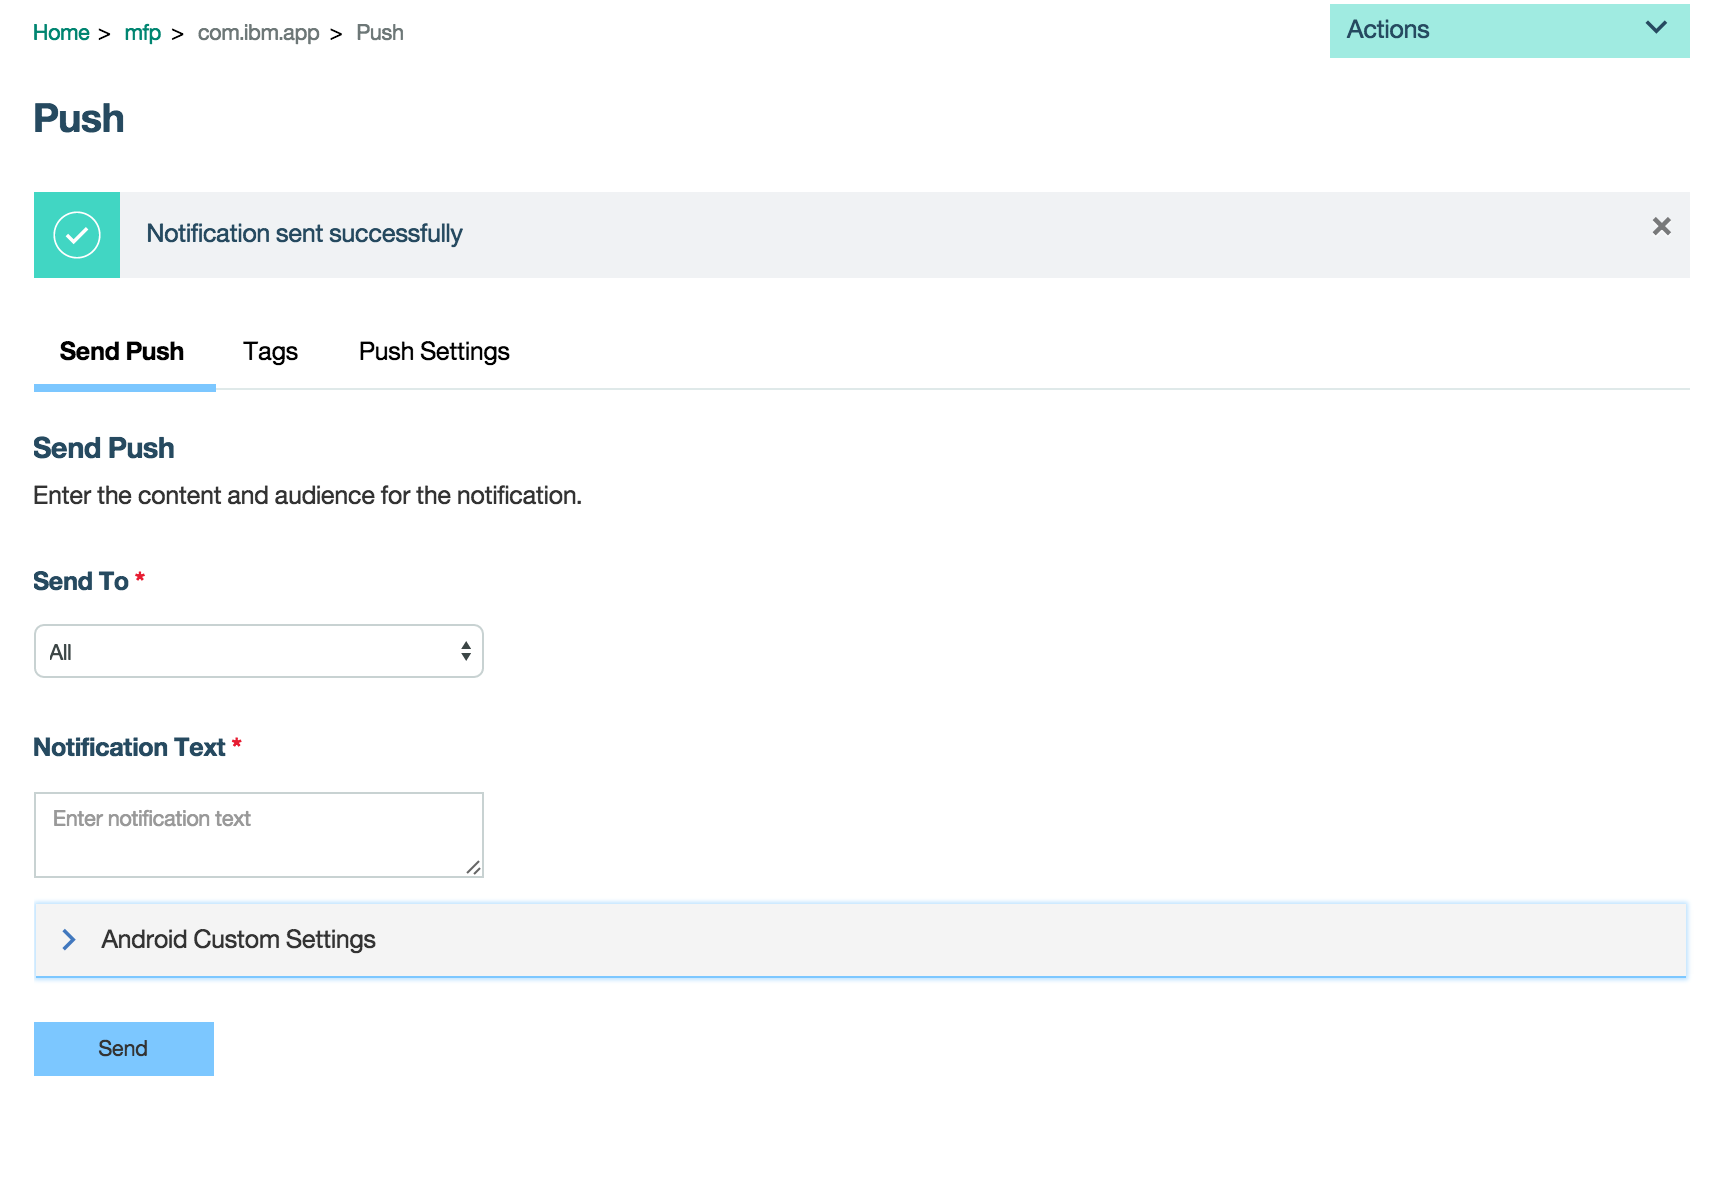 Home > mfp > com.ibm.app > Push
Actions
Push
Notification sent successfully
Send Push
Tags
Push Settings
Send Push
Enter the content and audience for the notification.
Send To *
All
Notification Text *
Enter notification text
Android Custom Settings
Send